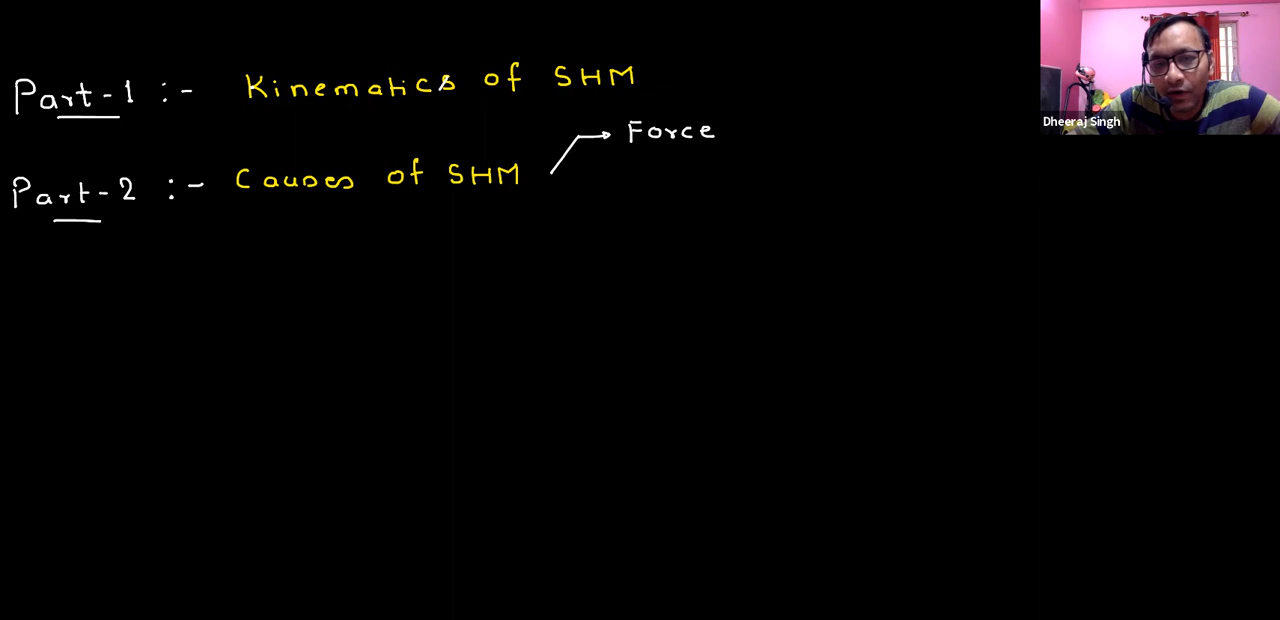 Part-1 :- Kinematics of SHM
Dheeraj Singh
Force
Part-2 :- Causes of SHM